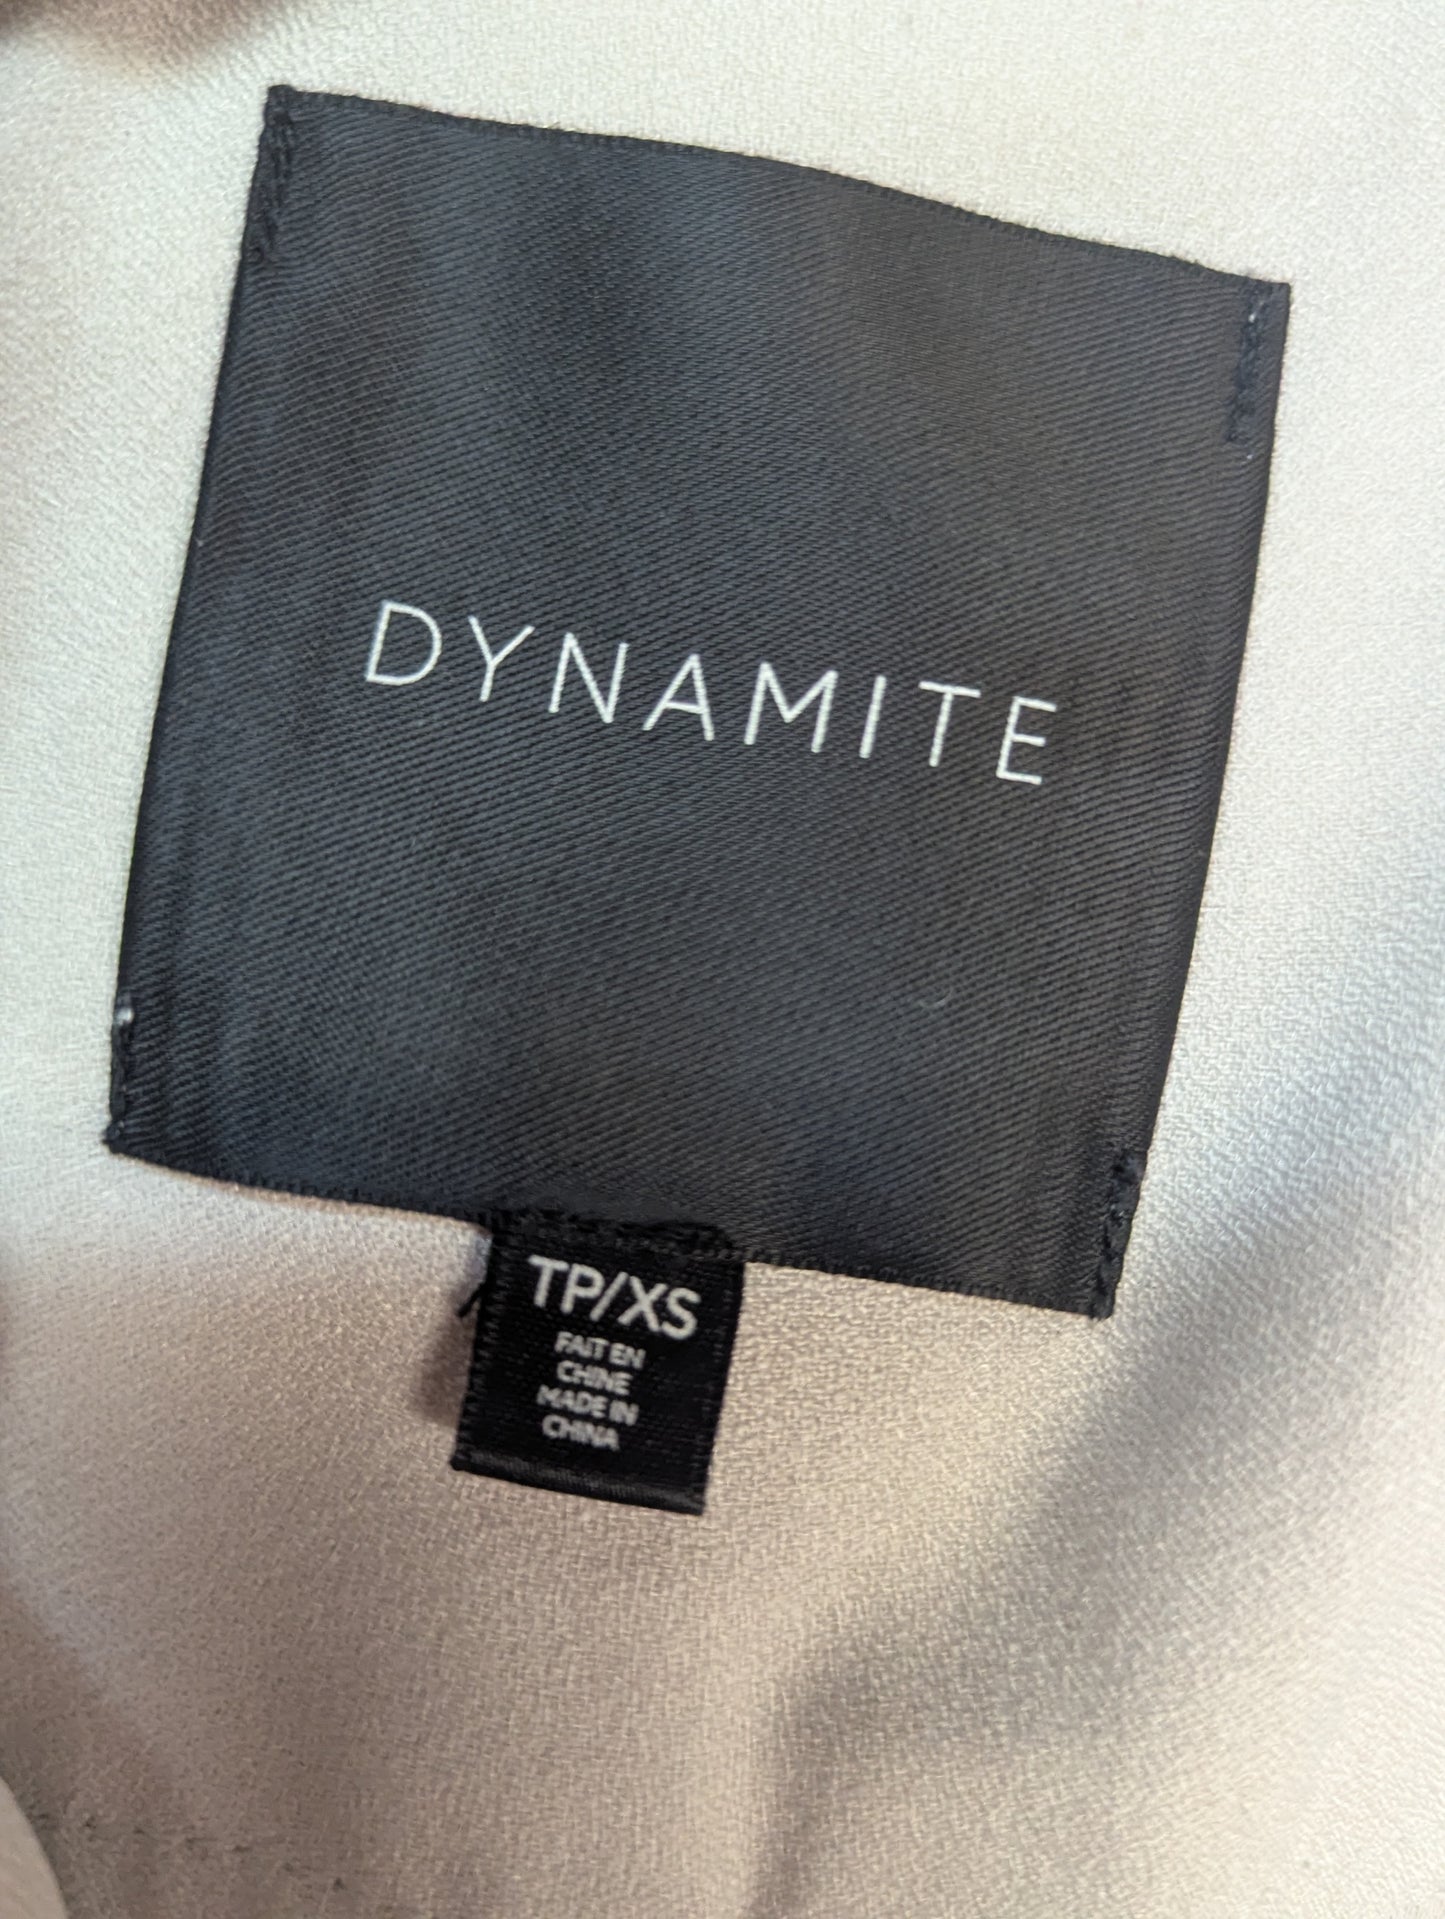 DYNAMITE
TP/XS
FAIT EN
CHINE
MADE IN
CHINA